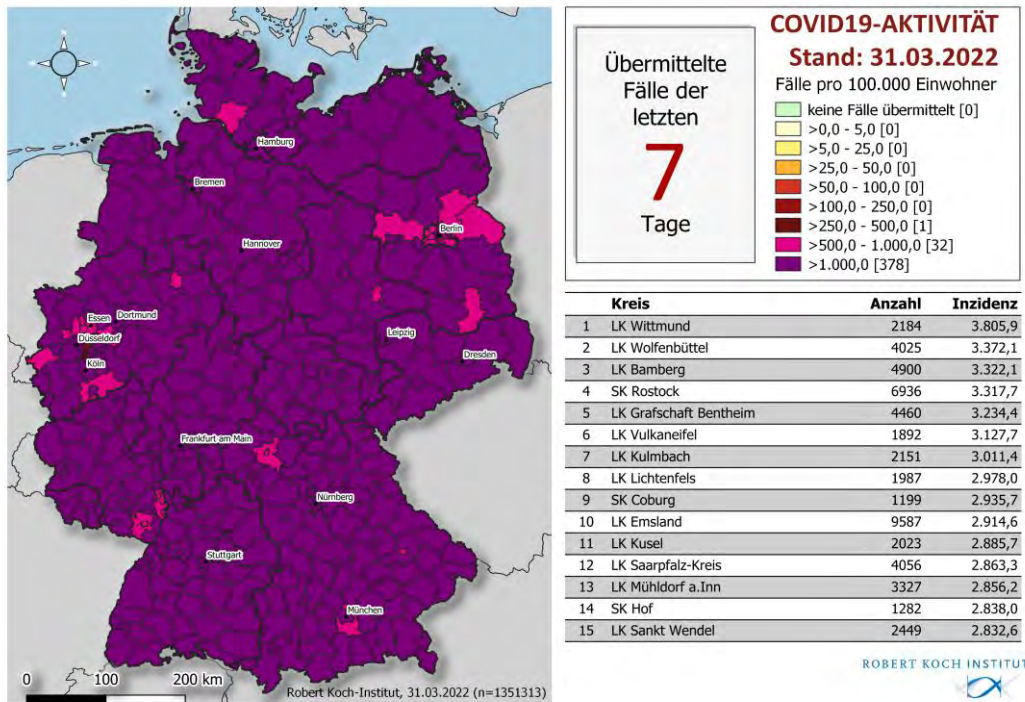 Hamburg
Bremen
Berlin
Hannover
Essen
Dortmund
Düsseldorf
Leipzig
Köln
Dresden
Frankfurt am Main
Nürnberg
Stuttgart
München
0 100 200 km
Robert Koch-Institut, 31.03.2022 (n=1351313)
Übermittelte
Fälle der
letzten
7
Tage
COVID19-AKTIVITÄT
Stand: 31.03.2022
Fälle pro 100.000 Einwohner
keine Fälle übermittelt [0]
>0,0 - 5,0 [0]
>5,0 - 25,0 [0]
>25,0 - 50,0 [0]
>50,0 - 100,0 [0]
>100,0 - 250,0 [0]
>250,0 - 500,0 [1]
>500,0 - 1.000,0 [32]
>1.000,0 [378]
Kreis Anzahl Inzidenz
1 LK Wittmund 2184 3.805,9
2 LK Wolfenbüttel 4025 3.372,1
3 LK Bamberg 4900 3.322,1
4 SK Rostock 6936 3.317,7
5 LK Grafschaft Bentheim 4460 3.234,4
6 LK Vulkaneifel 1892 3.127,7
7 LK Kulmbach 2151 3.011,4
8 LK Lichtenfels 1987 2.978,0
9 SK Coburg 1199 2.935,7
10 LK Emsland 9587 2.914,6
11 LK Kusel 2023 2.885,7
12 LK Saarpfalz-Kreis 4056 2.863,3
13 LK Mühldorf a.Inn 3327 2.856,2
14 SK Hof 1282 2.838,0
15 LK Sankt Wendel 2449 2.832,6
ROBERT KOCH INSTITUT